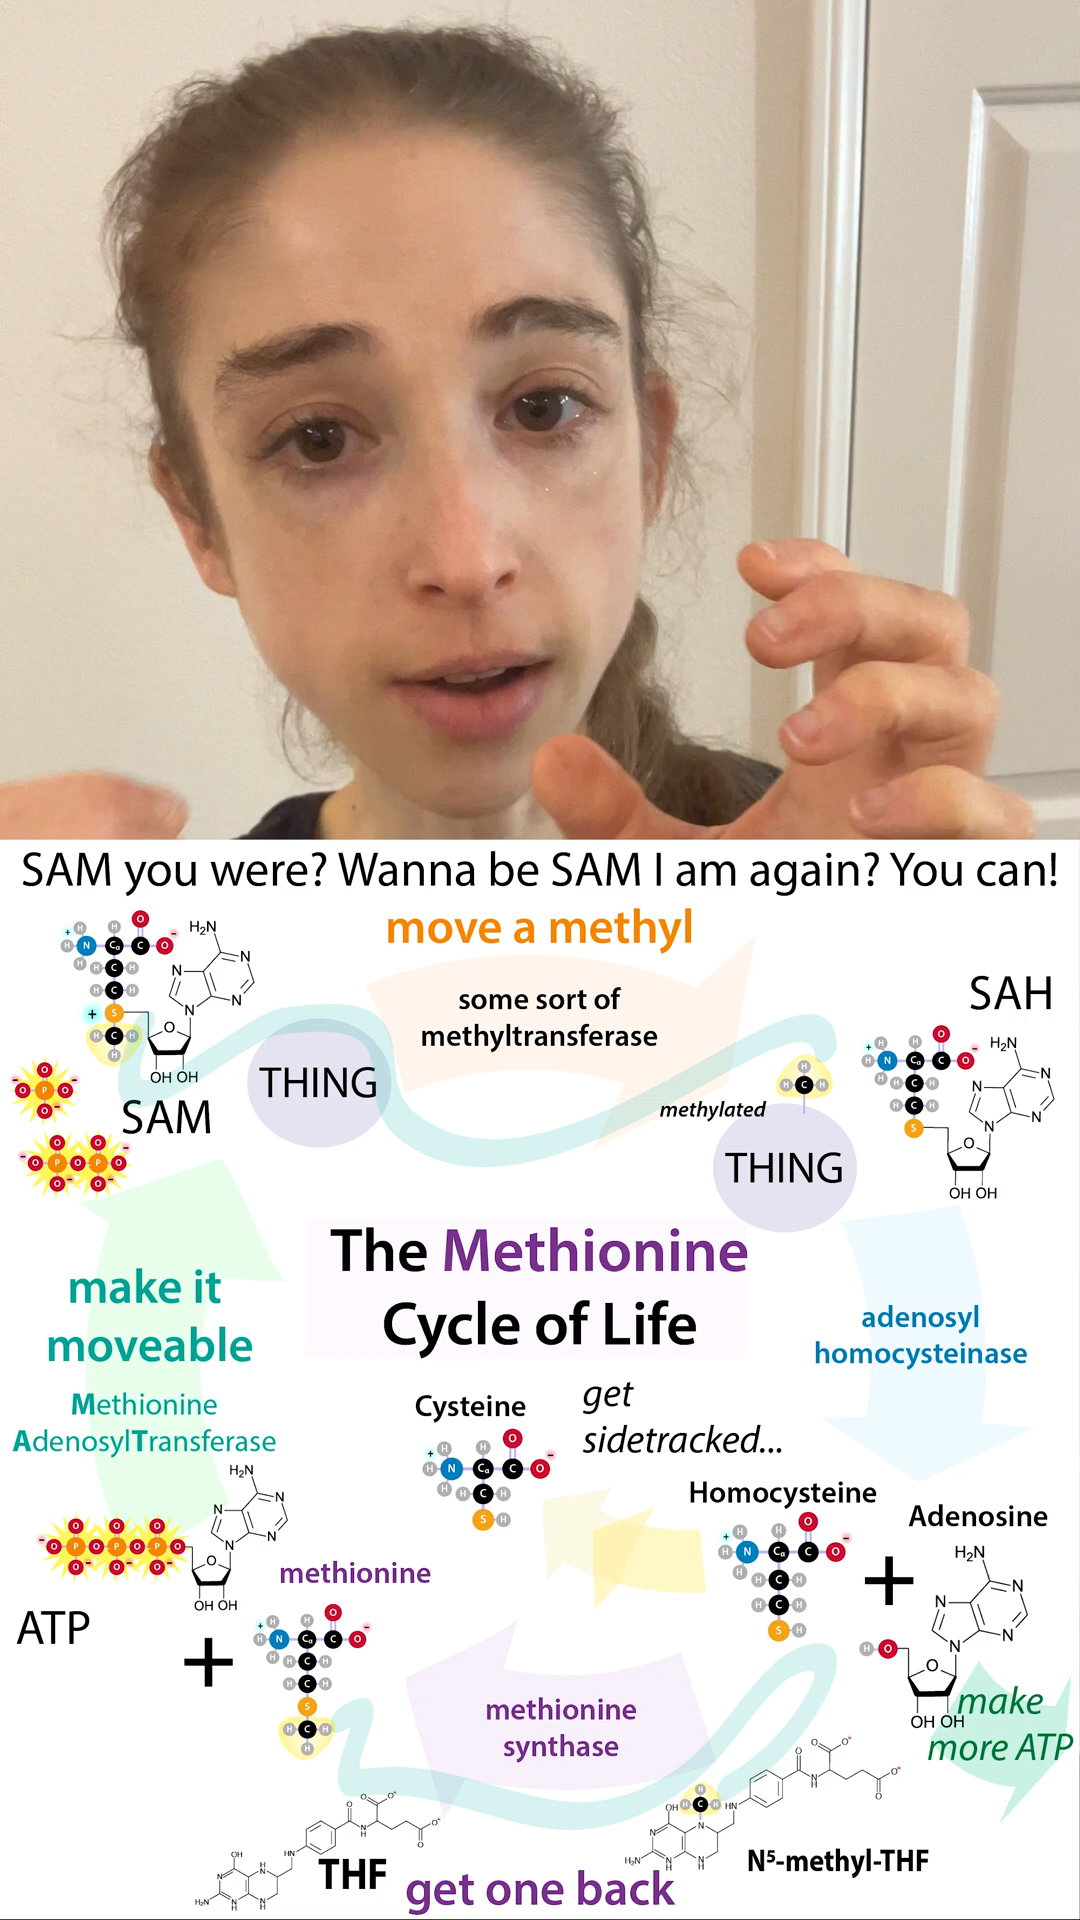 SAM you were? Wanna be SAM I am again? You can!
move a methyl
some sort of
methyltransferase
SAH
THING
methylated
SAM
THING
The Methionine
Cycle of Life
make it
moveable
Methionine
AdenosylTransferase
adenosyl
homocysteinase
Cysteine
get
sidetracked...
Homocysteine
Adenosine
methionine
ATP
+
+
methionine
synthase
make
more ATP
THF
N⁵-methyl-THF
get one back